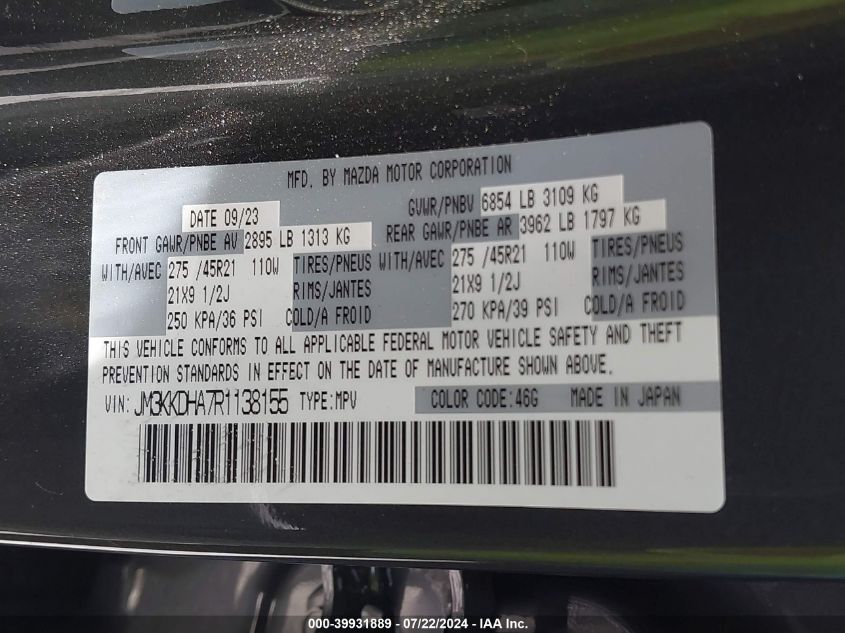 MFD. BY MAZDA MOTOR CORPORATION
DATE 09/23 GVWR/PNBV 6854 LB 3109 KG
FRONT GAWR/PNBE AV 2895 LB 1313 KG REAR GAWR/PNBE AR 3962 LB 1797 KG
WITH/AVEC 275 /45R21 110W TIRES/PNEUS WITH/AVEC 275 /45R21 110W TIRES/PNEUS
21X9 1/2J RIMS/JANTES 21X9 1/2J RIMS/JANTES
250 KPA/36 PSI COLD/A FROID 270 KPA/39 PSI COLD/A FROID
THIS VEHICLE CONFORMS TO ALL APPLICABLE FEDERAL MOTOR VEHICLE SAFETY AND THEFT
PREVENTION STANDARDS IN EFFECT ON THE DATE OF MANUFACTURE SHOWN ABOVE.
VIN: JM3KKDHA7R1138155 TYPE:MPV COLOR CODE:46G MADE IN JAPAN
000-39931889 - 07/22/2024 - IAA Inc.